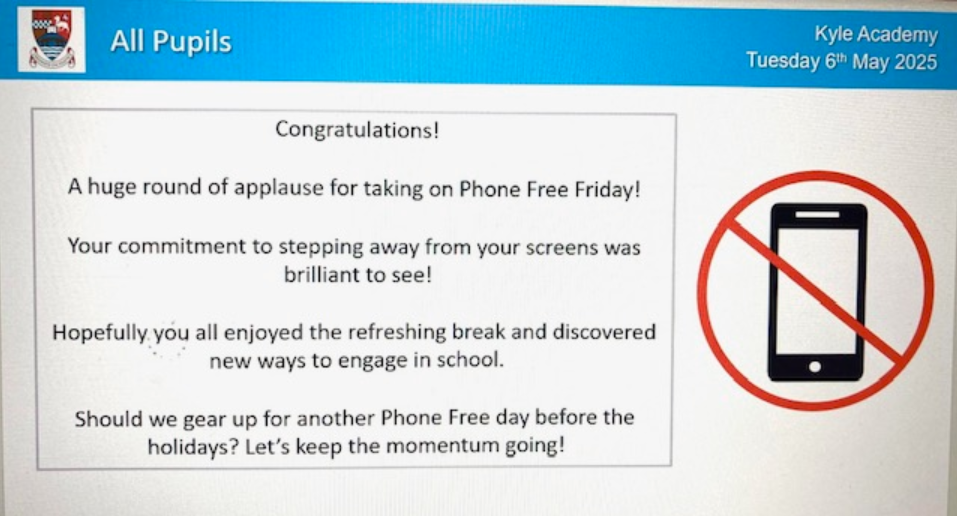 All Pupils
Kyle Academy
Tuesday 6th May 2025
Congratulations!
A huge round of applause for taking on Phone Free Friday!
Your commitment to stepping away from your screens was
brilliant to see!
Hopefully you all enjoyed the refreshing break and discovered
new ways to engage in school.
Should we gear up for another Phone Free day before the
holidays? Let's keep the momentum going!